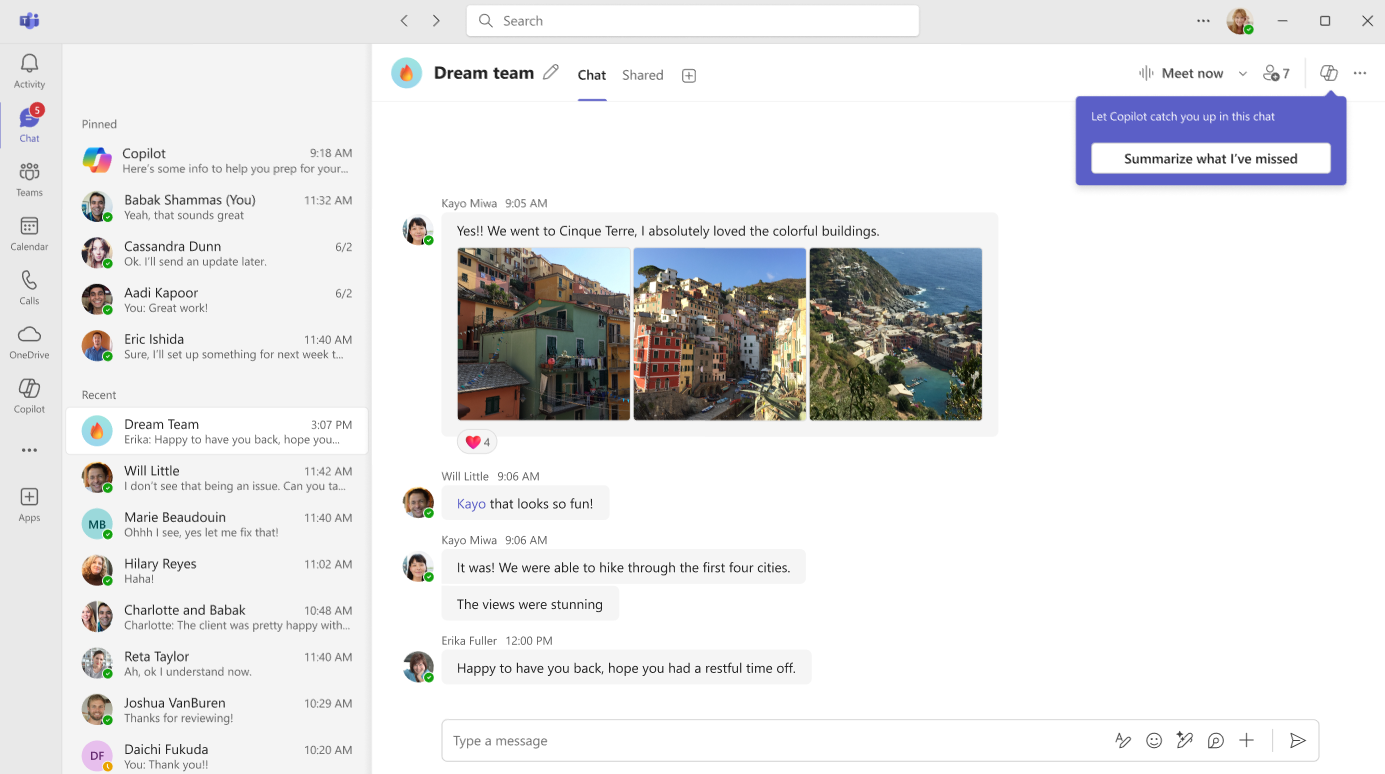 Search
Activity
5
Chat
Teams
Calendar
Calls
OneDrive
Copilot
Apps
Pinned
Copilot 9:18 AM
Here's some info to help you prep for your...
Babak Shammas (You) 11:32 AM
Yeah, that sounds great
Cassandra Dunn 6/2
Ok. I'll send an update later.
Aadi Kapoor 6/2
You: Great work!
Eric Ishida 11:40 AM
Sure, I'll set up something for next week t...
Recent
Dream Team 3:07 PM
Erika: Happy to have you back, hope you...
Will Little 11:42 AM
I don't see that being an issue. Can you ta...
MB
Marie Beaudouin 11:40 AM
Ohhh I see, yes let me fix that!
Hilary Reyes 11:02 AM
Haha!
Charlotte and Babak 10:48 AM
Charlotte: The client was pretty happy with...
Reta Taylor 11:40 AM
Ah, ok I understand now.
Joshua VanBuren 10:29 AM
Thanks for reviewing!
DF
Daichi Fukuda 10:20 AM
You: Thank you!!
Dream team
Chat Shared
Meet now 7
Let Copilot catch you up in this chat
Summarize what I've missed
Kayo Miwa 9:05 AM
Yes!! We went to Cinque Terre, I absolutely loved the colorful buildings.
4
Will Little 9:06 AM
Kayo that looks so fun!
Kayo Miwa 9:06 AM
It was! We were able to hike through the first four cities.
The views were stunning
Erika Fuller 12:00 PM
Happy to have you back, hope you had a restful time off.
Type a message